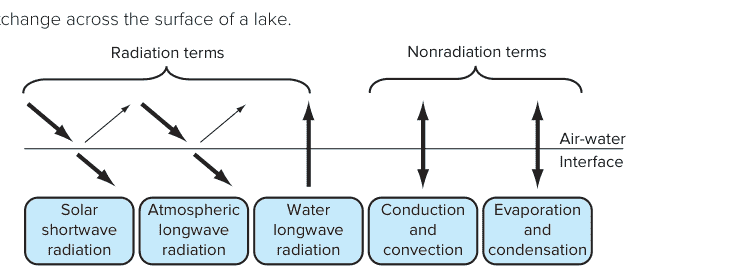 change across the surface of a lake.
Radiation terms
Nonradiation terms
Air-water
Interface
Solar
shortwave
radiation
Atmospheric
longwave
radiation
Water
longwave
radiation
Conduction
and
convection
Evaporation
and
condensation